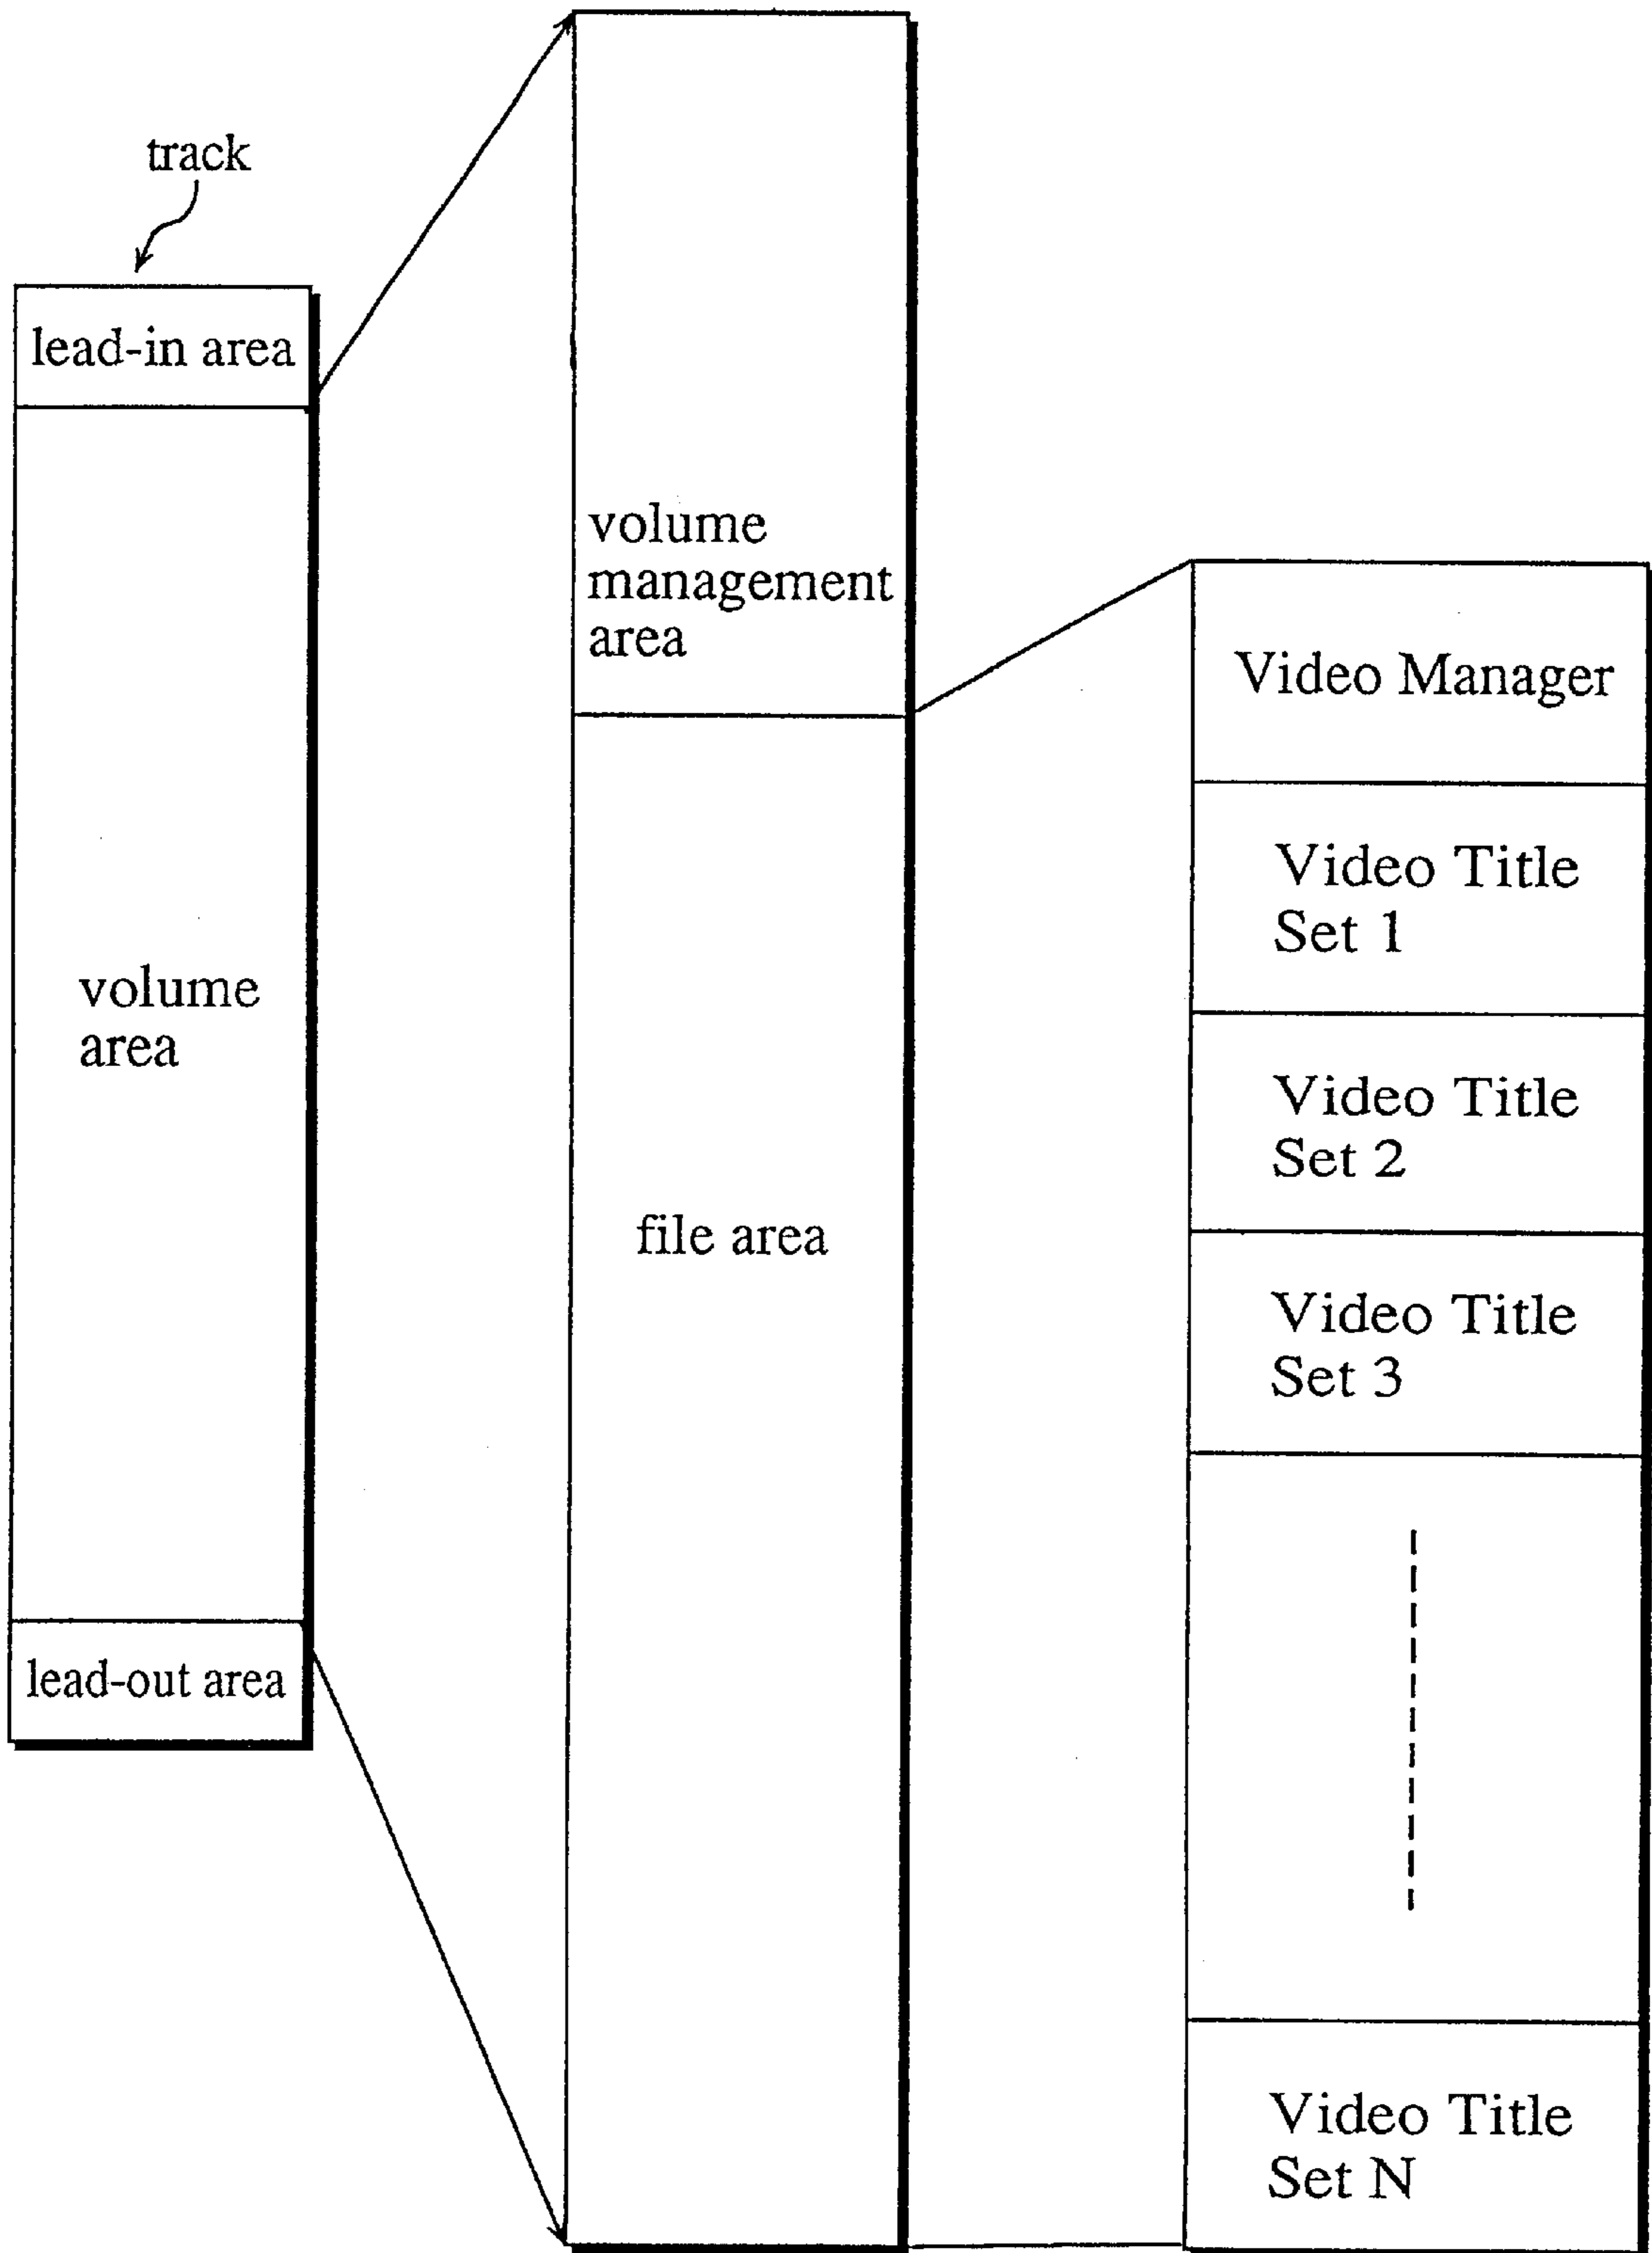 track
lead-in area
volume
area
lead-out area
volume
management
area
file area
Video Manager
Video Title
Set 1
Video Title
Set 2
Video Title
Set 3
Video Title
Set N